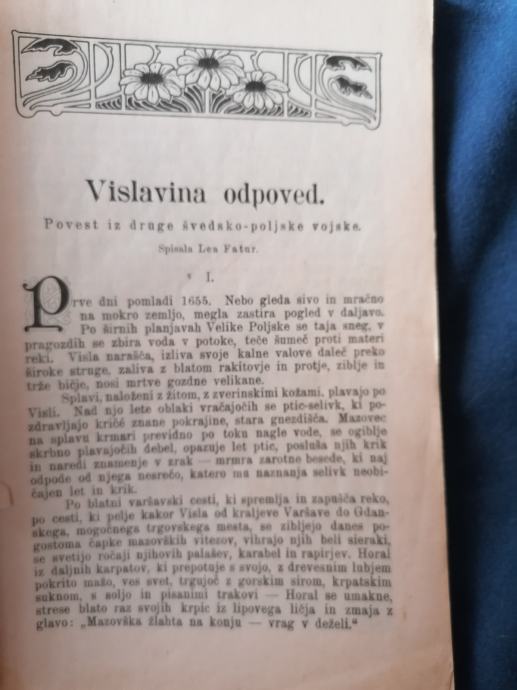 Vislavina odpoved.
Povest iz druge švedsko-poljske vojske.
Spisala Lea Fatur.
I.
Prve dni pomladi 1655. Nebo gleda sivo in mračno
na mokro zemljo, megla zastira pogled v daljavo.
Po širnih planjavah Velike Poljske se taja sneg, v
pragozdih se zbira voda v potoke, teče šumeč proti materi
reki. Visla narašča, izliva svoje kalne valove daleč preko
široke struge, zaliva z blatom rakitovje in protje, ziblje in
trže bičje, nosi mrtve gozdne velikane.
Splavi, naloženi z žitom, z zverinskimi kožami, plavajo po
Visli. Nad njo lete oblaki vračajočih se ptic-selivk, ki po-
zdravljajo kriče znane pokrajine, stara gnezdišča. Mazovec
na splavu krmari previdno po toku nagle vode, se ogiblje
skrbno plavajočih debel, opazuje let ptic, posluša njih krik
in naredi znamenje v zrak — mrmra zarotne besede, ki naj
odpode od njega nesrečo, katero mu naznanja selivk neobi-
čajen let in krik.
Po blatni varšavski cesti, ki spremlja in zapušča reko,
po cesti, ki pelje kakor Visla od kraljeve Varšave do Gdan-
skega, mogočnega trgovskega mesta, se zibljejo danes po-
gostoma čapke mazovških vitezov, vihrajo njih beli sieraki,
se svetijo ročaji njihovih palašev, karabel in rapirjev. Horal
iz daljnih karpatov, ki prepotuje s svojo, z drevesnim lubjem
pokrito mažo, ves svet, trgujoč z gorskim sirom, krpatskim
suknom, s soljo in pisanimi trakovi — Horal se umakne,
strese blato raz svojih krpic iz lipovega ličja in zmaja z
glavo: „Mazovška žlahta na konju — vrag v deželi.“